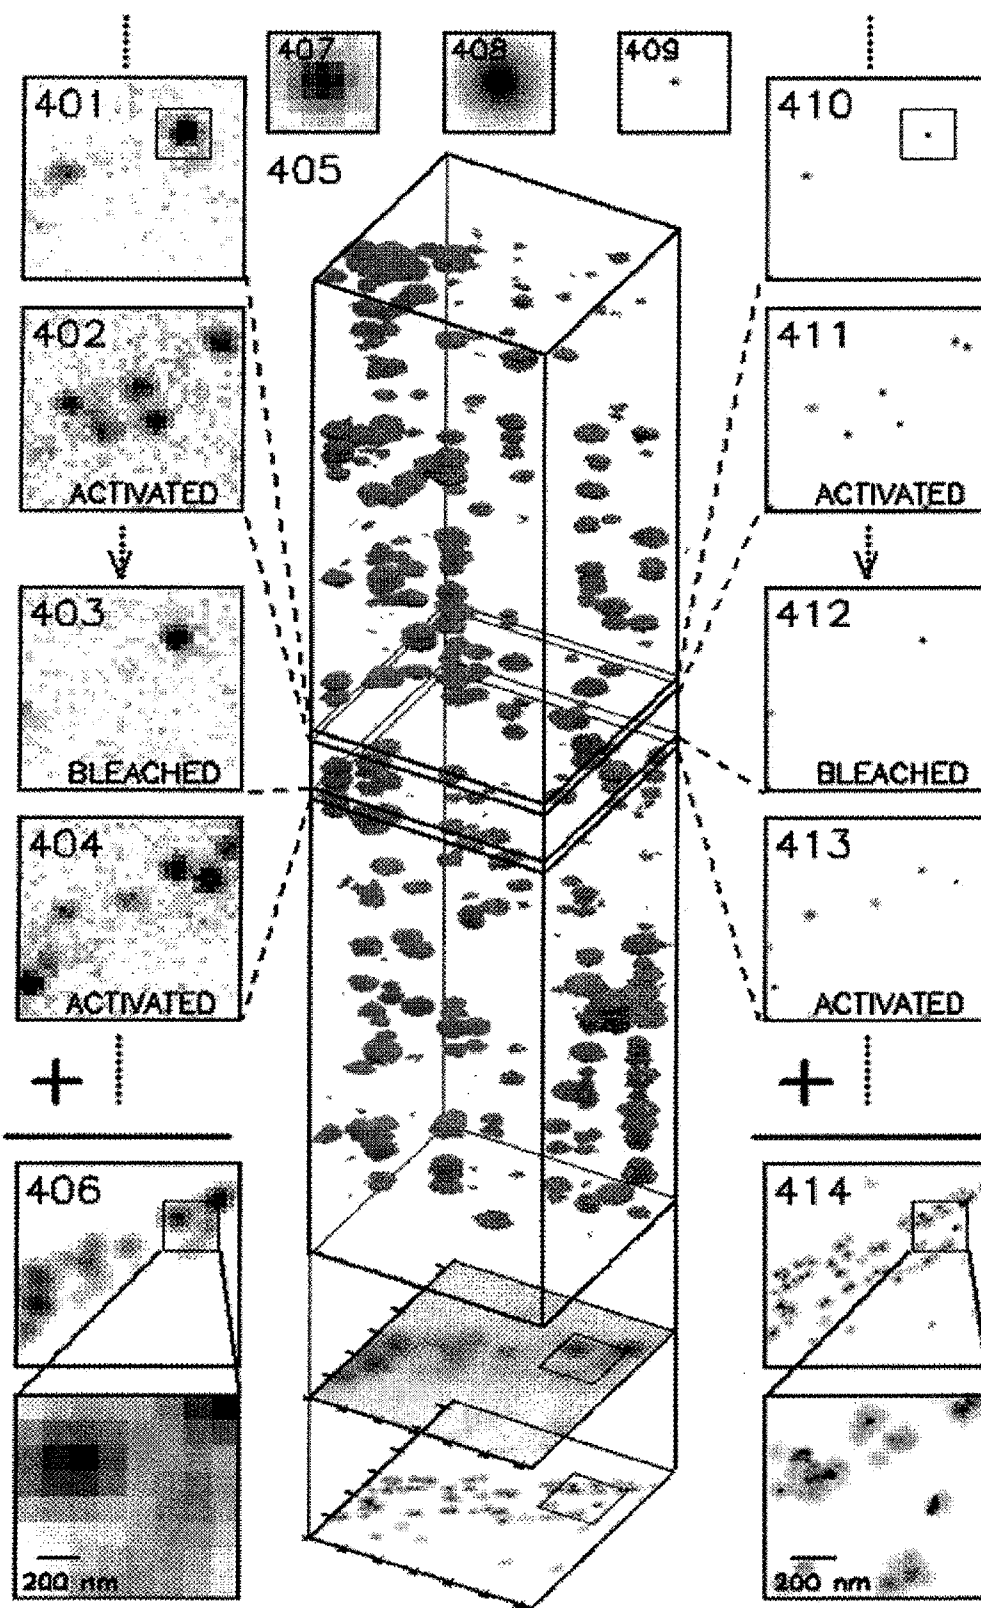 401
407
408
409
410
405
402
ACTIVATED
411
ACTIVATED
403
BLEACHED
412
BLEACHED
404
ACTIVATED
413
ACTIVATED
+
+
406
414
200 nm
200 nm